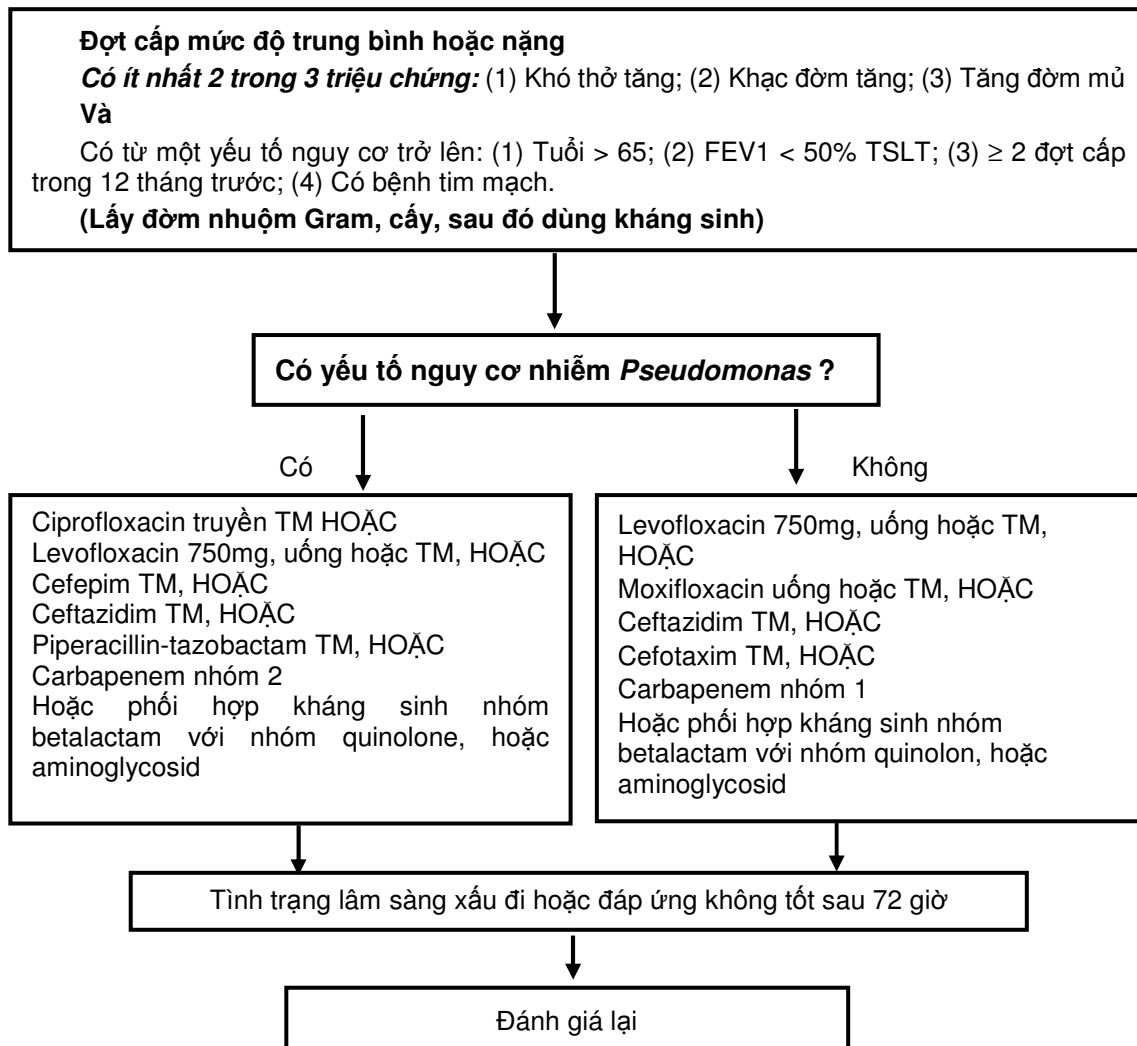 Đợt cấp mức độ trung bình hoặc nặng
Có ít nhất 2 trong 3 triệu chứng: (1) Khó thở tăng; (2) Khạc đờm tăng; (3) Tăng đờm mủ
Và
Có từ một yếu tố nguy cơ trở lên: (1) Tuổi > 65; (2) FEV1 < 50% TSLT; (3) ≥ 2 đợt cấp
trong 12 tháng trước; (4) Có bệnh tim mạch.
(Lấy đờm nhuộm Gram, cấy, sau đó dùng kháng sinh)
Có yếu tố nguy cơ nhiễm Pseudomonas ?
Có
Không
Ciprofloxacin truyền TM HOẶC
Levofloxacin 750mg, uống hoặc TM, HOẶC
Cefepim TM, HOẶC
Ceftazidim TM, HOẶC
Piperacillin-tazobactam TM, HOẶC
Carbapenem nhóm 2
Hoặc phối hợp kháng sinh nhóm
betalactam với nhóm quinolone, hoặc
aminoglycosid
Levofloxacin 750mg, uống hoặc TM,
HOẶC
Moxifloxacin uống hoặc TM, HOẶC
Ceftazidim TM, HOẶC
Cefotaxim TM, HOẶC
Carbapenem nhóm 1
Hoặc phối hợp kháng sinh nhóm
betalactam với nhóm quinolon, hoặc
aminoglycosid
Tình trạng lâm sàng xấu đi hoặc đáp ứng không tốt sau 72 giờ
Đánh giá lại